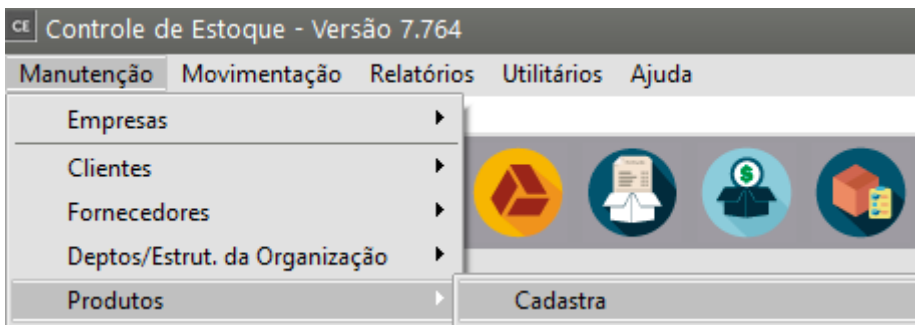 CE Controle de Estoque - Versão 7.764
Manutenção Movimentação Relatórios Utilitários Ajuda
Empresas
Clientes
Fornecedores
Deptos/Estrut. da Organização
Produtos Cadastra
$